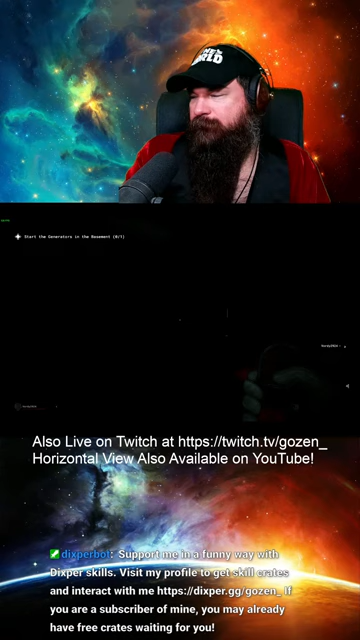 WORLD
Start the Generators in the Basement (0/1)
Also Live on Twitch at https://twitch.tv/gozen_
Horizontal View Also Available on YouTube!
dixperbot: Support me in a funny way with
Dixper skills. Visit my profile to get skill crates
and interact with me https://dixper.gg/gozen_ If
you are a subscriber of mine, you may already
have free crates waiting for you!